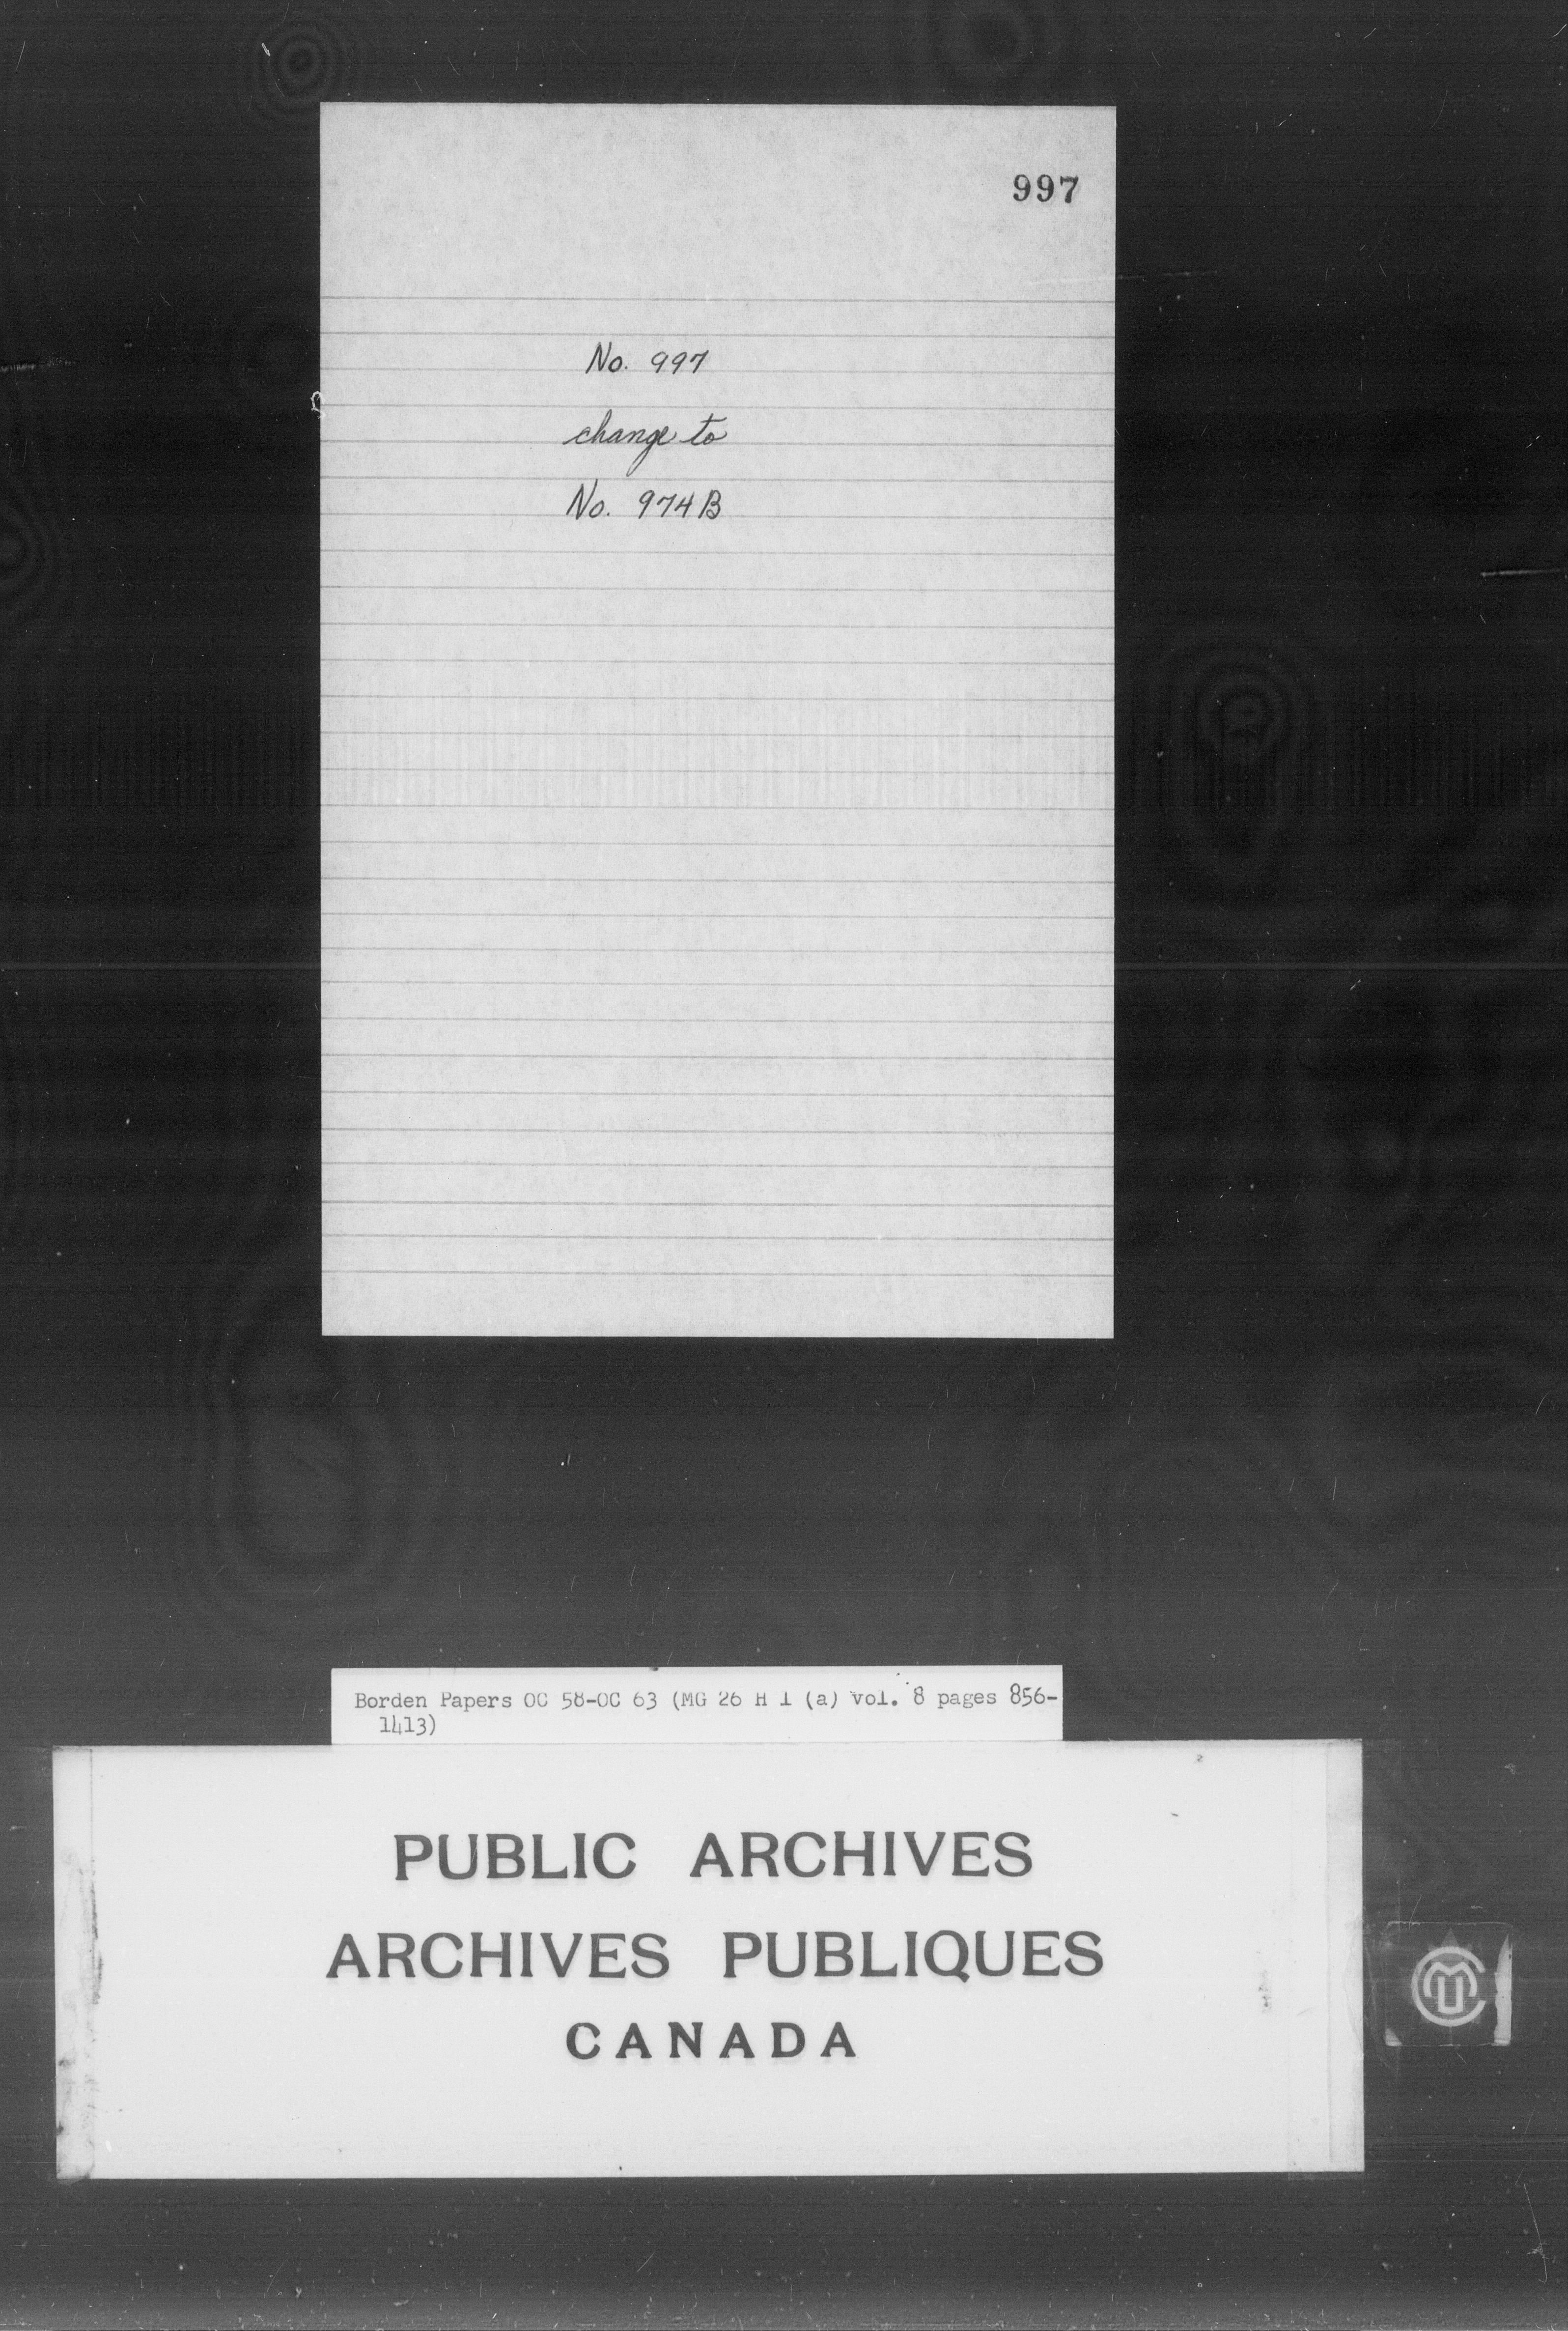 997
No. 997
change to
No. 974B
Borden Papers OC 58-OC 63 (MG 26 H 1 (a) vol. 8 pages 856-
1413)
PUBLIC ARCHIVES
ARCHIVES PUBLIQUES
CANADA